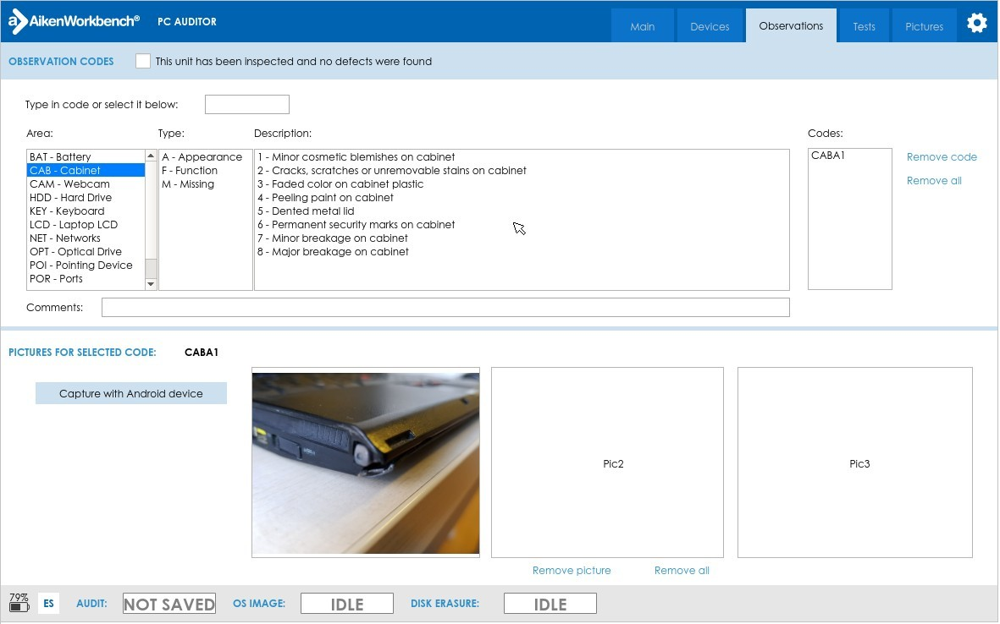 AikenWorkbench® PC AUDITOR
Main Devices Observations Tests Pictures
OBSERVATION CODES This unit has been inspected and no defects were found
Type in code or select it below:
Area: Type: Description: Codes:
BAT - Battery
CAB - Cabinet
CAM - Webcam
HDD - Hard Drive
KEY - Keyboard
LCD - Laptop LCD
NET - Networks
OPT - Optical Drive
POI - Pointing Device
POR - Ports
A - Appearance
F - Function
M - Missing
1 - Minor cosmetic blemishes on cabinet
2 - Cracks, scratches or unremovable stains on cabinet
3 - Faded color on cabinet plastic
4 - Peeling paint on cabinet
5 - Dented metal lid
6 - Permanent security marks on cabinet
7 - Minor breakage on cabinet
8 - Major breakage on cabinet
CABA1
Remove code
Remove all
Comments:
PICTURES FOR SELECTED CODE: CABA1
Capture with Android device
Pic2
Pic3
Remove picture Remove all
79%
ES AUDIT: NOT SAVED OS IMAGE: IDLE DISK ERASURE: IDLE